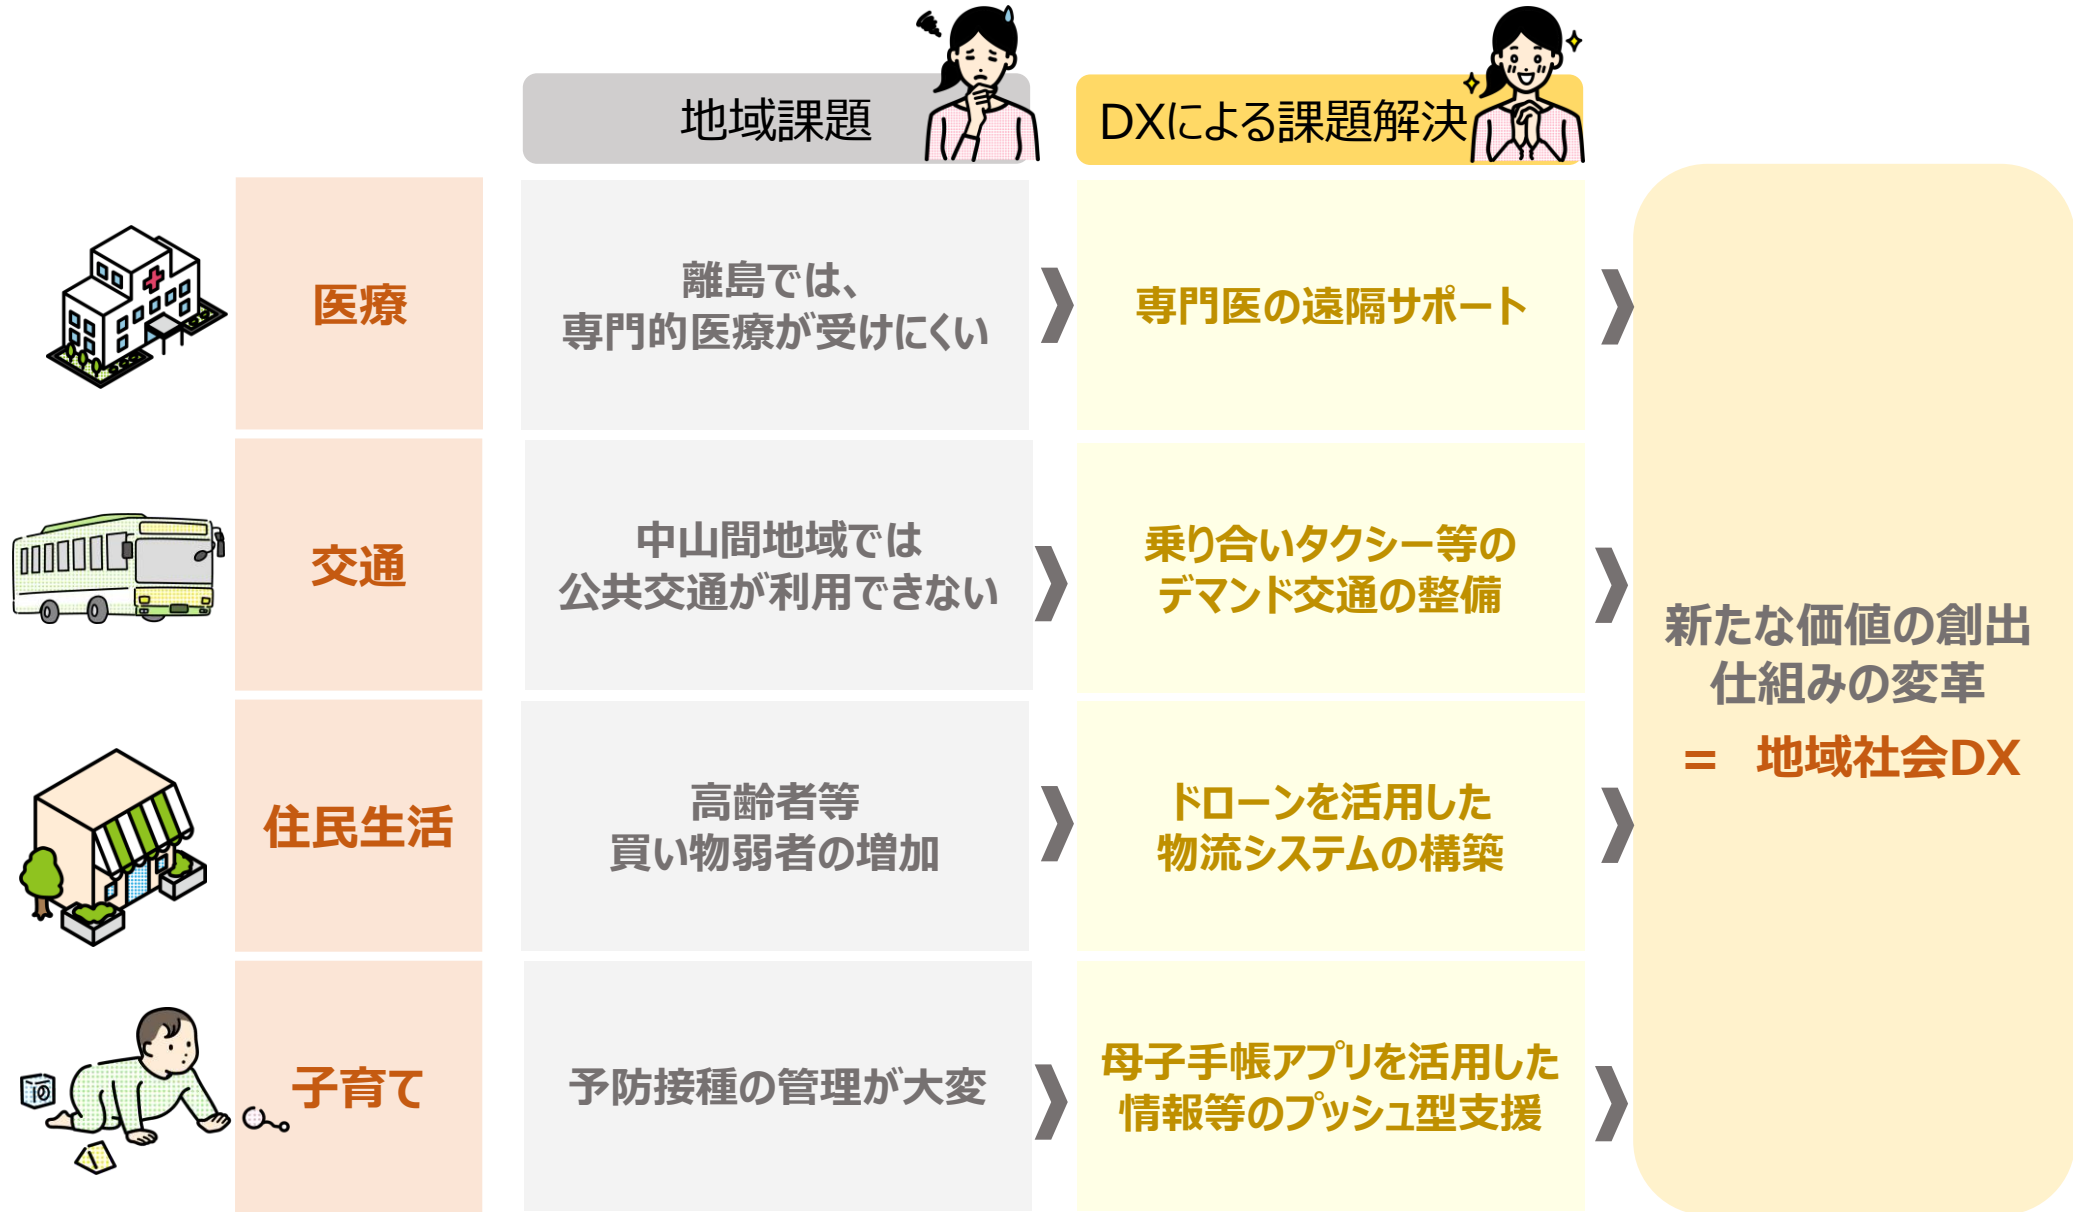 地域課題
DXによる課題解決
医療
離島では、
専門的医療が受けにくい
専門医の遠隔サポート
交通
中山間地域では
公共交通が利用できない
乗り合いタクシー等の
デマンド交通の整備
住民生活
高齢者等
買い物弱者の増加
ドローンを活用した
物流システムの構築
子育て
予防接種の管理が大変
母子手帳アプリを活用した
情報等のプッシュ型支援
新たな価値の創出
仕組みの変革
= 地域社会DX